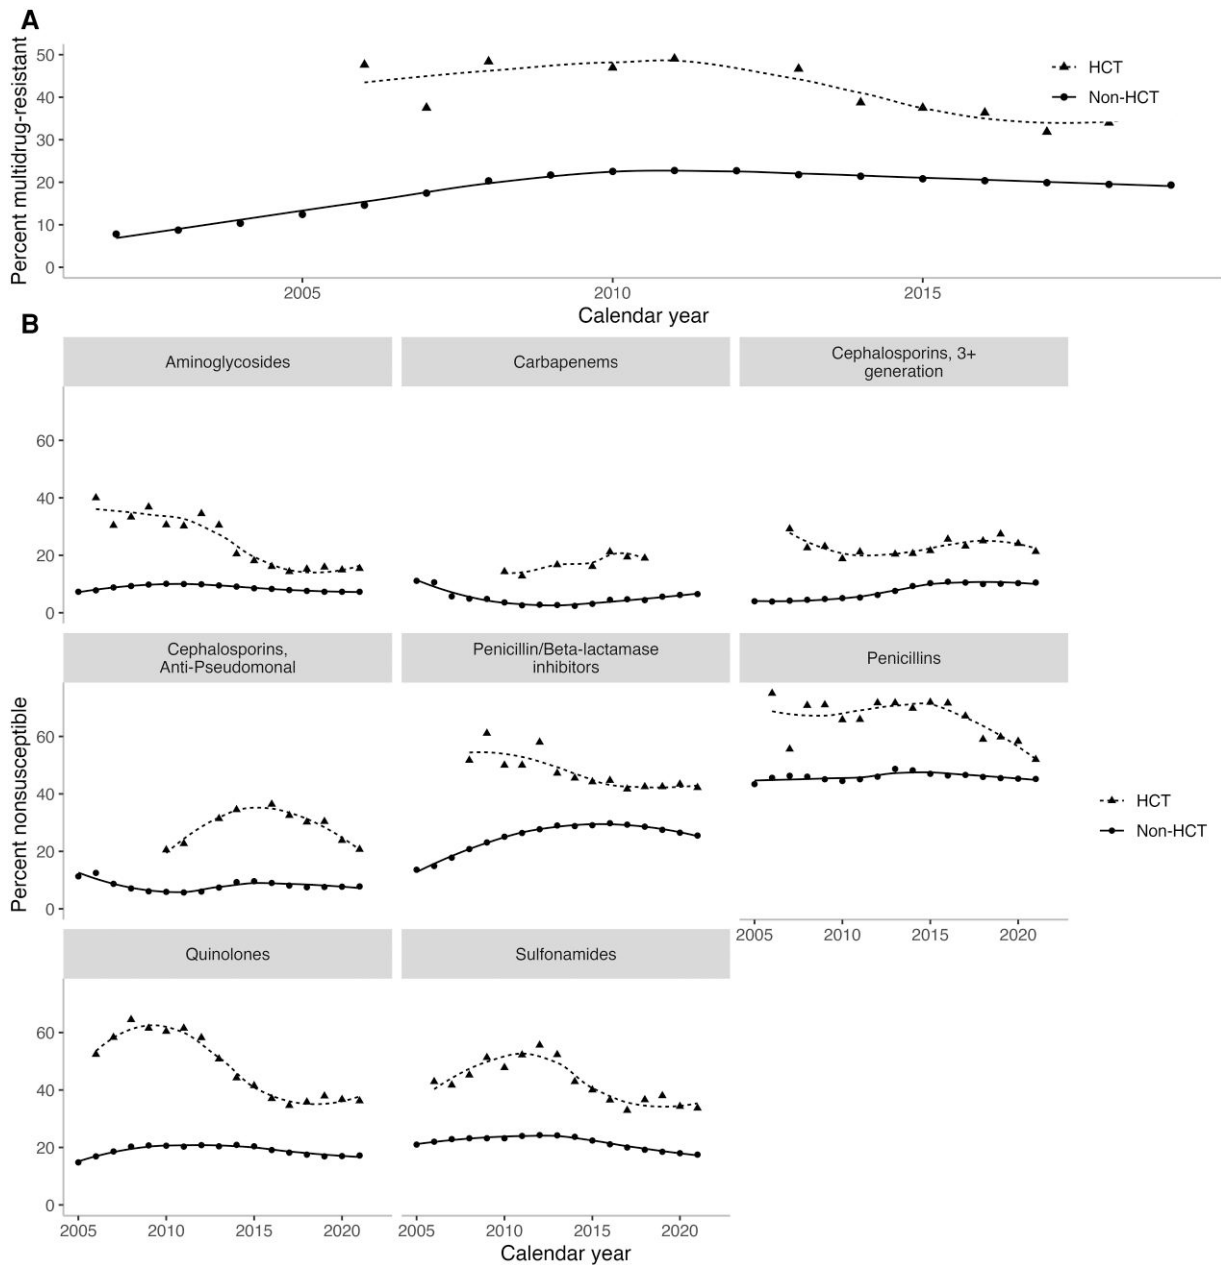 A
Percent multidrug-resistant
50
40
30
20
10
0
HCT
Non-HCT
2005
2010
2015
Calendar year
B
Aminoglycosides
Carbapenems
Cephalosporins, 3+
generation
60
40
20
0
Cephalosporins,
Anti-Pseudomonal
Penicillin/Beta-lactamase
inhibitors
Penicillins
Percent nonsusceptible
60
40
20
0
HCT
Non-HCT
2005
2010
2015
2020
Quinolones
Sulfonamides
60
40
20
0
2005
2010
2015
2020
2005
2010
2015
2020
Calendar year